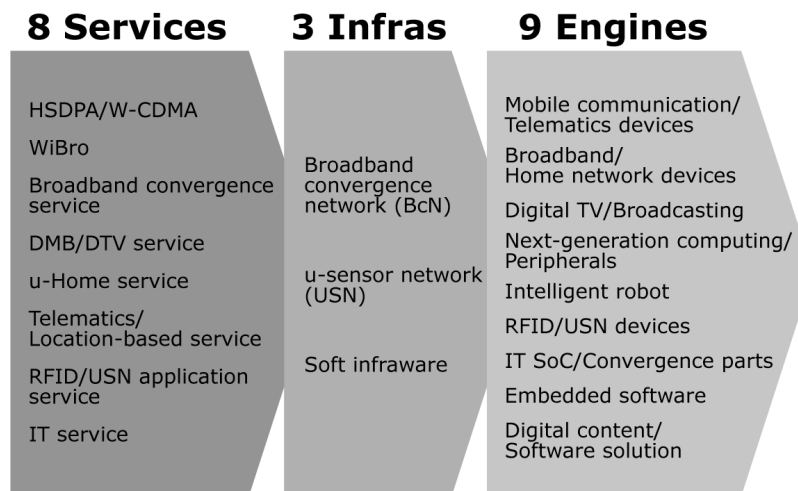 8 Services
HSDPA/W-CDMA
WiBro
Broadband convergence
service
DMB/DTV service
u-Home service
Telematics/
Location-based service
RFID/USN application
service
IT service
3 Infras
Broadband
convergence
network (BcN)
u-sensor network
(USN)
Soft infraware
9 Engines
Mobile communication/
Telematics devices
Broadband/
Home network devices
Digital TV/Broadcasting
Next-generation computing/
Peripherals
Intelligent robot
RFID/USN devices
IT SoC/Convergence parts
Embedded software
Digital content/
Software solution